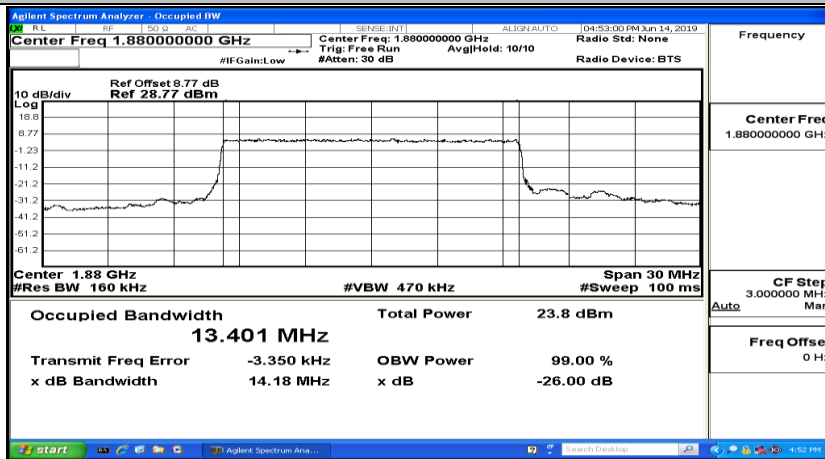 Agilent Spectrum Analyzer - Occupied BW
LXI RL RF 50 Ω AC SENSE:INT ALIGN AUTO 04:53:00 PM Jun 14, 2019
Center Freq 1.880000000 GHz Center Freq: 1.880000000 GHz Radio Std: None Frequency
Trig: Free Run Avg|Hold: 10/10
#IFGain:Low #Atten: 30 dB Radio Device: BTS
Ref Offset 8.77 dB
10 dB/div Ref 28.77 dBm
Log
18.8
8.77
-1.23
-11.2
-21.2
-31.2
-41.2
-51.2
-61.2
Center Freq
1.880000000 GHz
Center 1.88 GHz Span 30 MHz
#Res BW 160 kHz #VBW 470 kHz #Sweep 100 ms
CF Step
3.000000 MHz
Auto Man
Occupied Bandwidth Total Power 23.8 dBm
13.401 MHz
Freq Offset
0 Hz
Transmit Freq Error -3.350 kHz OBW Power 99.00 %
x dB Bandwidth 14.18 MHz x dB -26.00 dB
start Agilent Spectrum Ana... Search Desktop 4:52 PM